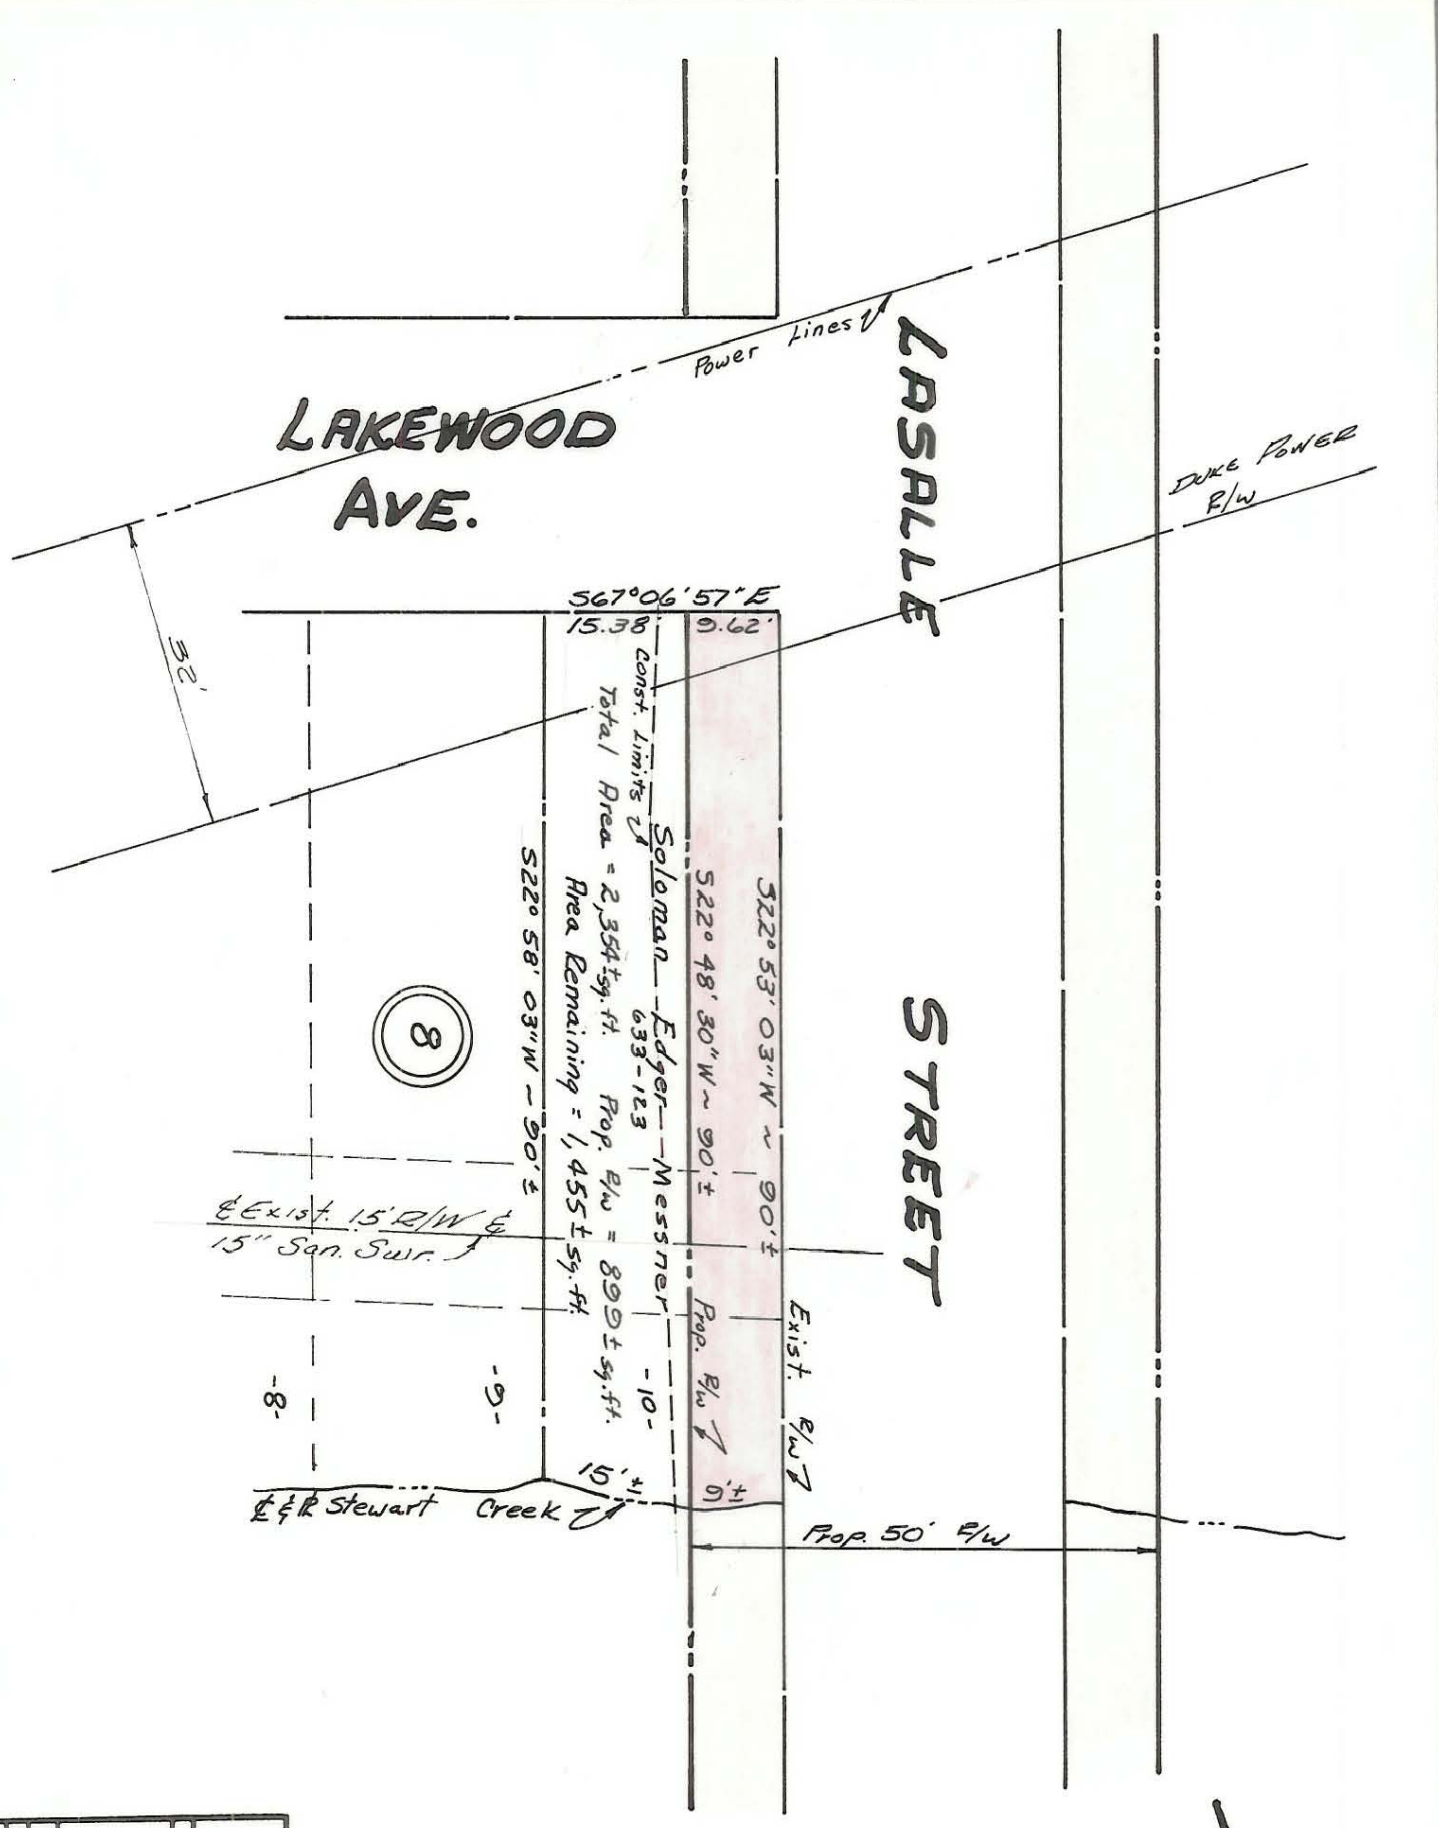 Power Lines
LAKEWOOD
AVE.
LASALLE
STREET
DUKE POWER
R/W
32'
S67°06'57"E
15.38'
9.62'
Const. Limits
Total Area = 2,354± sq. ft. Prop. R/W = 899± sq. ft.
Area Remaining = 1,455± sq. ft.
Soloman Edger Messner
633-123
S22° 58' 03"W ~ 90'±
S22° 48' 30"W ~ 90'±
S22° 53' 03"W ~ 90'±
8
℄ Exist. 15' R/W ℄
15" San. Swr.
Prop. R/W
Exist. R/W
-8-
-9-
-10-
15'±
9'±
℄ & ℞ Stewart Creek
Prop. 50' R/W